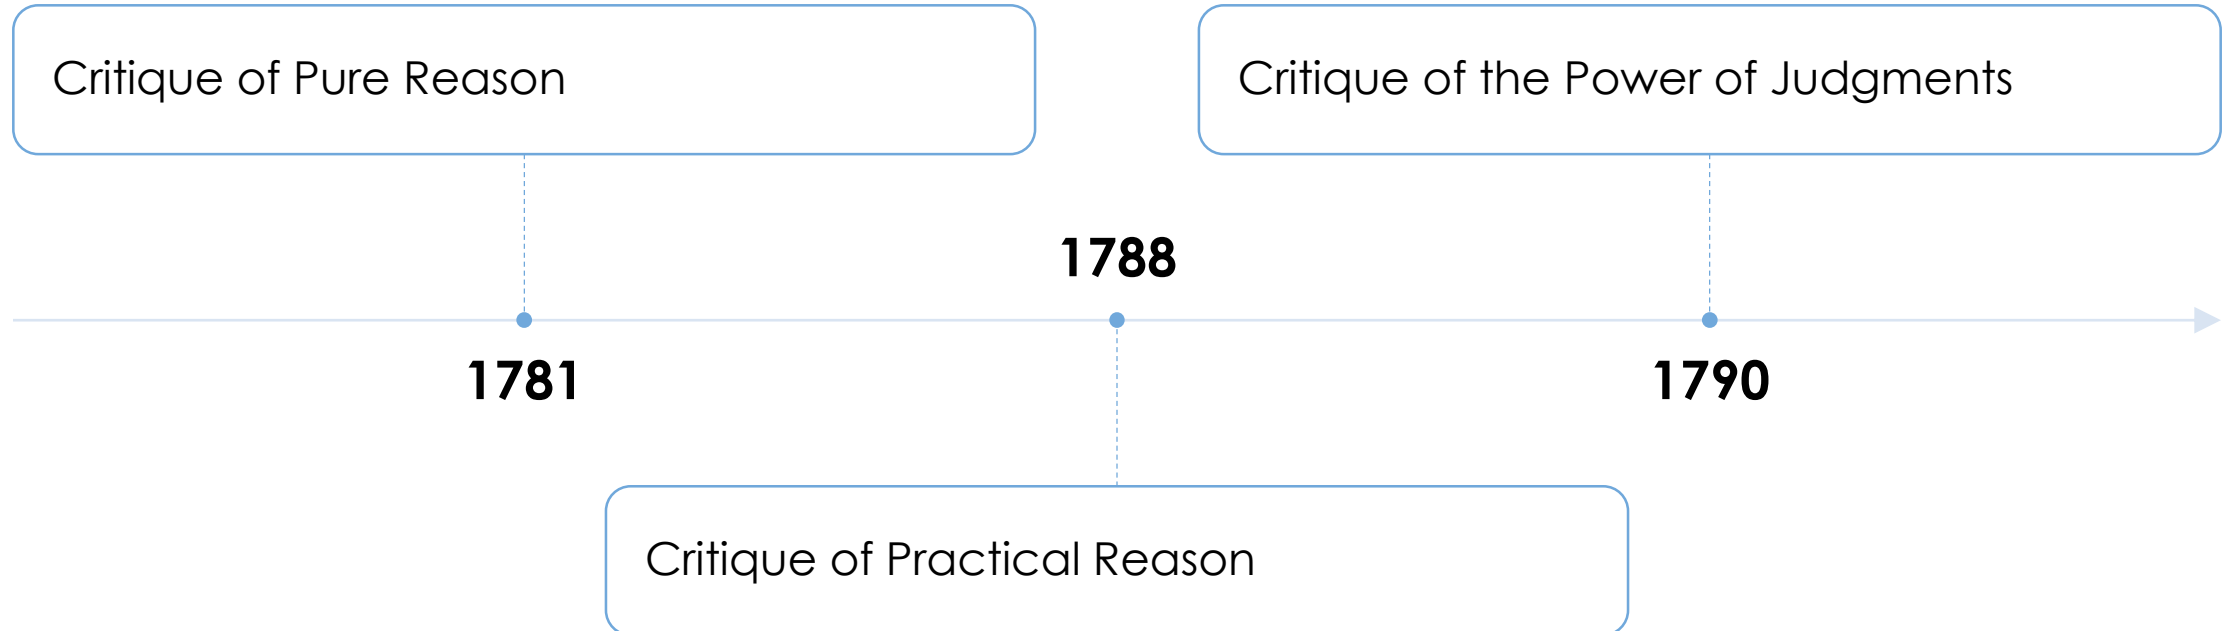 Critique of Pure Reason
Critique of the Power of Judgments
1788
1781
1790
Critique of Practical Reason